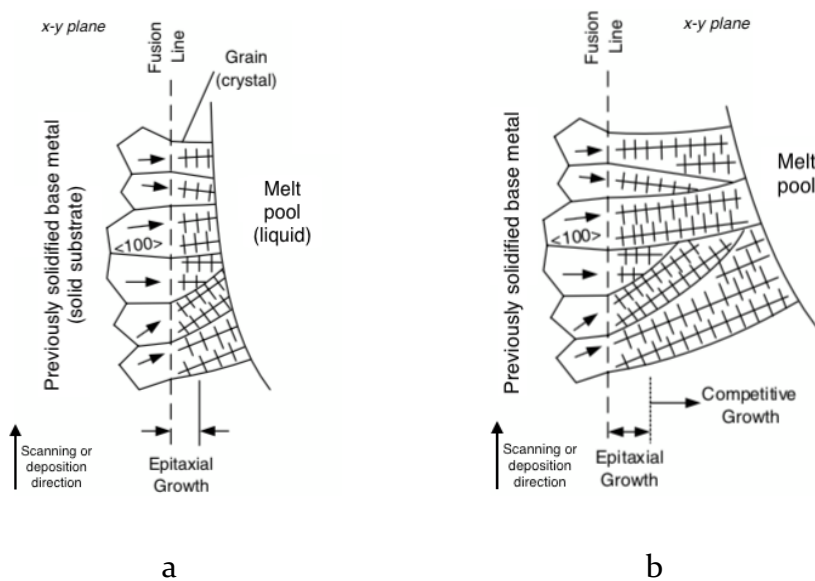 x-y plane
Fusion
Line
Grain
(crystal)
Previously solidified base metal
(solid substrate)
Melt
pool
(liquid)
<100>
Scanning or
deposition
direction
Epitaxial
Growth
a
x-y plane
Fusion
Line
Previously solidified base metal
Melt
pool
<100>
Competitive
Growth
Scanning or
deposition
direction
Epitaxial
Growth
b